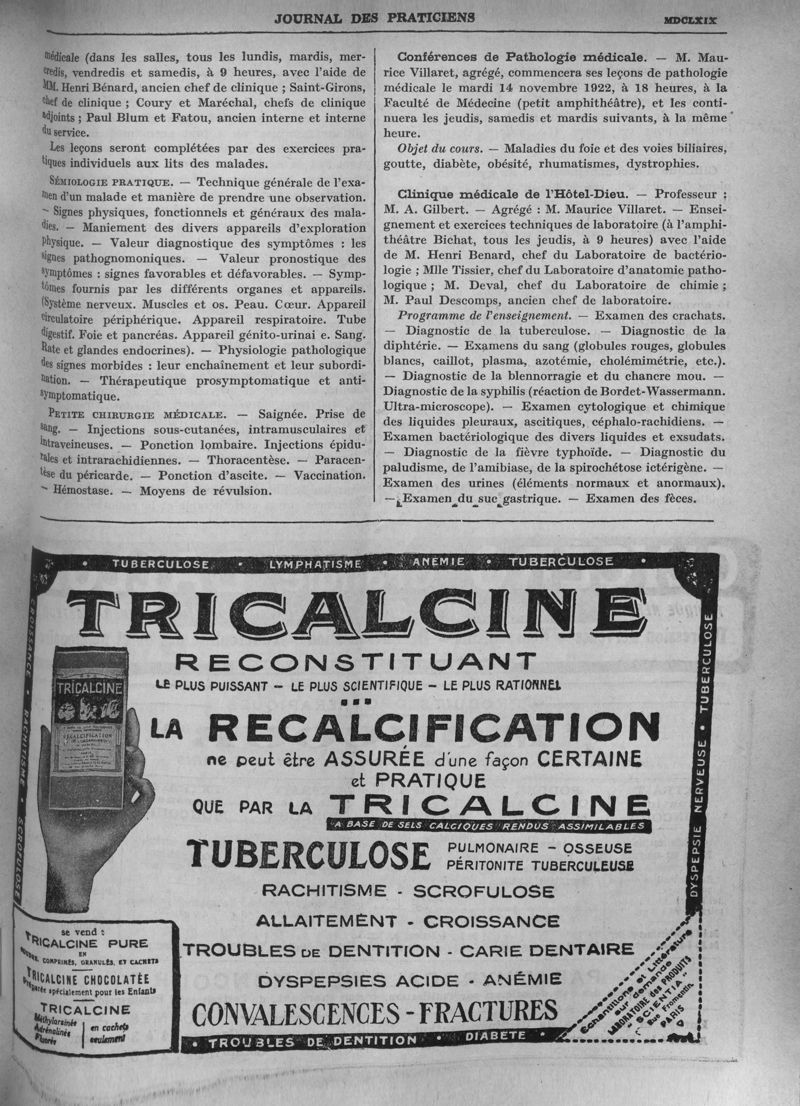 JOURNAL DES PRATICIENS
MDCLXIX
médicale (dans les salles, tous les lundis, mardis, mer-
credis, vendredis et samedis, à 9 heures, avec l'aide de
MM. Henri Bénard, ancien chef de clinique ; Saint-Girons,
chef de clinique ; Coury et Maréchal, chefs de clinique
adjoints ; Paul Blum et Fatou, ancien interne et interne
du service.
Les leçons seront complétées par des exercices pra-
tiques individuels aux lits des malades.
SÉMIOLOGIE PRATIQUE. — Technique générale de l'exa-
men d'un malade et manière de prendre une observation.
— Signes physiques, fonctionnels et généraux des mala-
dies. — Maniement des divers appareils d'exploration
physique. — Valeur diagnostique des symptômes : les
signes pathognomoniques. — Valeur pronostique des
symptômes : signes favorables et défavorables. — Symp-
tômes fournis par les différents organes et appareils.
(Système nerveux. Muscles et os. Peau. Cœur. Appareil
circulatoire périphérique. Appareil respiratoire. Tube
digestif. Foie et pancréas. Appareil génito-urinai e. Sang.
Rate et glandes endocrines). — Physiologie pathologique
des signes morbides : leur enchaînement et leur subordi-
nation. — Thérapeutique prosymptomatique et anti-
symptomatique.
PETITE CHIRURGIE MÉDICALE. — Saignée. Prise de
sang. — Injections sous-cutanées, intramusculaires et
intraveineuses. — Ponction lombaire. Injections épidu-
rales et intrarachidiennes. — Thoracentèse. — Paracen-
tèse du péricarde. — Ponction d'ascite. — Vaccination.
— Hémostase. — Moyens de révulsion.
Conférences de Pathologie médicale. — M. Mau-
rice Villaret, agrégé, commencera ses leçons de pathologie
médicale le mardi 14 novembre 1922, à 18 heures, à la
Faculté de Médecine (petit amphithéâtre), et les conti-
nuera les jeudis, samedis et mardis suivants, à la même
heure.
Objet du cours. — Maladies du foie et des voies biliaires,
goutte, diabète, obésité, rhumatismes, dystrophies.
Clinique médicale de l'Hôtel-Dieu. — Professeur :
M. A. Gilbert. — Agrégé : M. Maurice Villaret. — Ensei-
gnement et exercices techniques de laboratoire (à l'amphi-
théâtre Bichat, tous les jeudis, à 9 heures) avec l'aide
de M. Henri Benard, chef du Laboratoire de bactério-
logie ; Mlle Tissier, chef du Laboratoire d'anatomie patho-
logique ; M. Deval, chef du Laboratoire de chimie ;
M. Paul Descomps, ancien chef de laboratoire.
Programme de l'enseignement. — Examen des crachats.
— Diagnostic de la tuberculose. — Diagnostic de la
diphtérie. — Examens du sang (globules rouges, globules
blancs, caillot, plasma, azotémie, cholémimétrie, etc.).
— Diagnostic de la blennorragie et du chancre mou. —
Diagnostic de la syphilis (réaction de Bordet-Wassermann.
Ultra-microscope). — Examen cytologique et chimique
des liquides pleuraux, ascitiques, céphalo-rachidiens. —
Examen bactériologique des divers liquides et exsudats.
— Diagnostic de la fièvre typhoïde. — Diagnostic du
paludisme, de l'amibiase, de la spirochétose ictérigène. —
Examen des urines (éléments normaux et anormaux).
— Examen du suc gastrique. — Examen des fèces.
TUBERCULOSE • LYMPHATISME • ANÉMIE • TUBERCULOSE
CROISSANCE • RACHITISME • SCROFULOSE
TRICALCINE
RECONSTITUANT
LE PLUS PUISSANT — LE PLUS SCIENTIFIQUE — LE PLUS RATIONNEL
TRICALCINE
RECALCIFICATION
LA RECALCIFICATION
ne peut être ASSURÉE d'une façon CERTAINE
et PRATIQUE
QUE PAR LA TRICALCINE
A BASE DE SELS CALCIQUES RENDUS ASSIMILABLES
TUBERCULOSE PULMONAIRE - OSSEUSE
PÉRITONITE TUBERCULEUSE
RACHITISME - SCROFULOSE
ALLAITEMENT - CROISSANCE
TROUBLES DE DENTITION - CARIE DENTAIRE
DYSPEPSIES ACIDE - ANÉMIE
CONVALESCENCES - FRACTURES
DYSPEPSIE NERVEUSE • TUBERCULOSE
se vend :
TRICALCINE PURE
EN
POUDRE, COMPRIMÉS, GRANULÉS, ET CACHETS
TRICALCINE CHOCOLATÉE
Préparée spécialement pour les Enfants
TRICALCINE
Méthylarsinée
Adrénalinée
Fluorée
en cachets
seulement
Échantillons et Littérature
sur demande
LABORATOIRE des PRODUITS
"SCIENTIA"
Rue Fromentin
PARIS
• TROUBLES DE DENTITION • DIABÈTE •